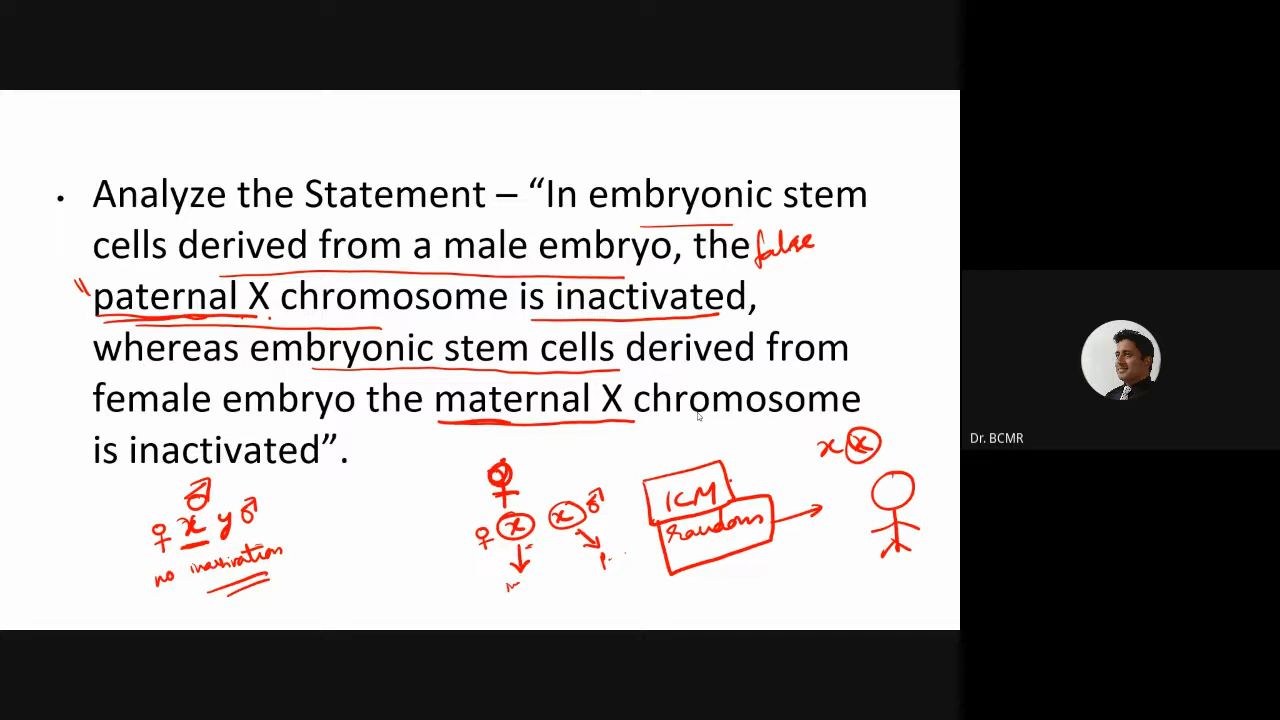 • Analyze the Statement – “In embryonic stem
cells derived from a male embryo, the false
"paternal X chromosome is inactivated,
whereas embryonic stem cells derived from
female embryo the maternal X chromosome
is inactivated”.
x x
♂ ♀
♀ x y ♂ ♀ x x ♂ ICM
random
no inactivation m p.
Dr. BCMR